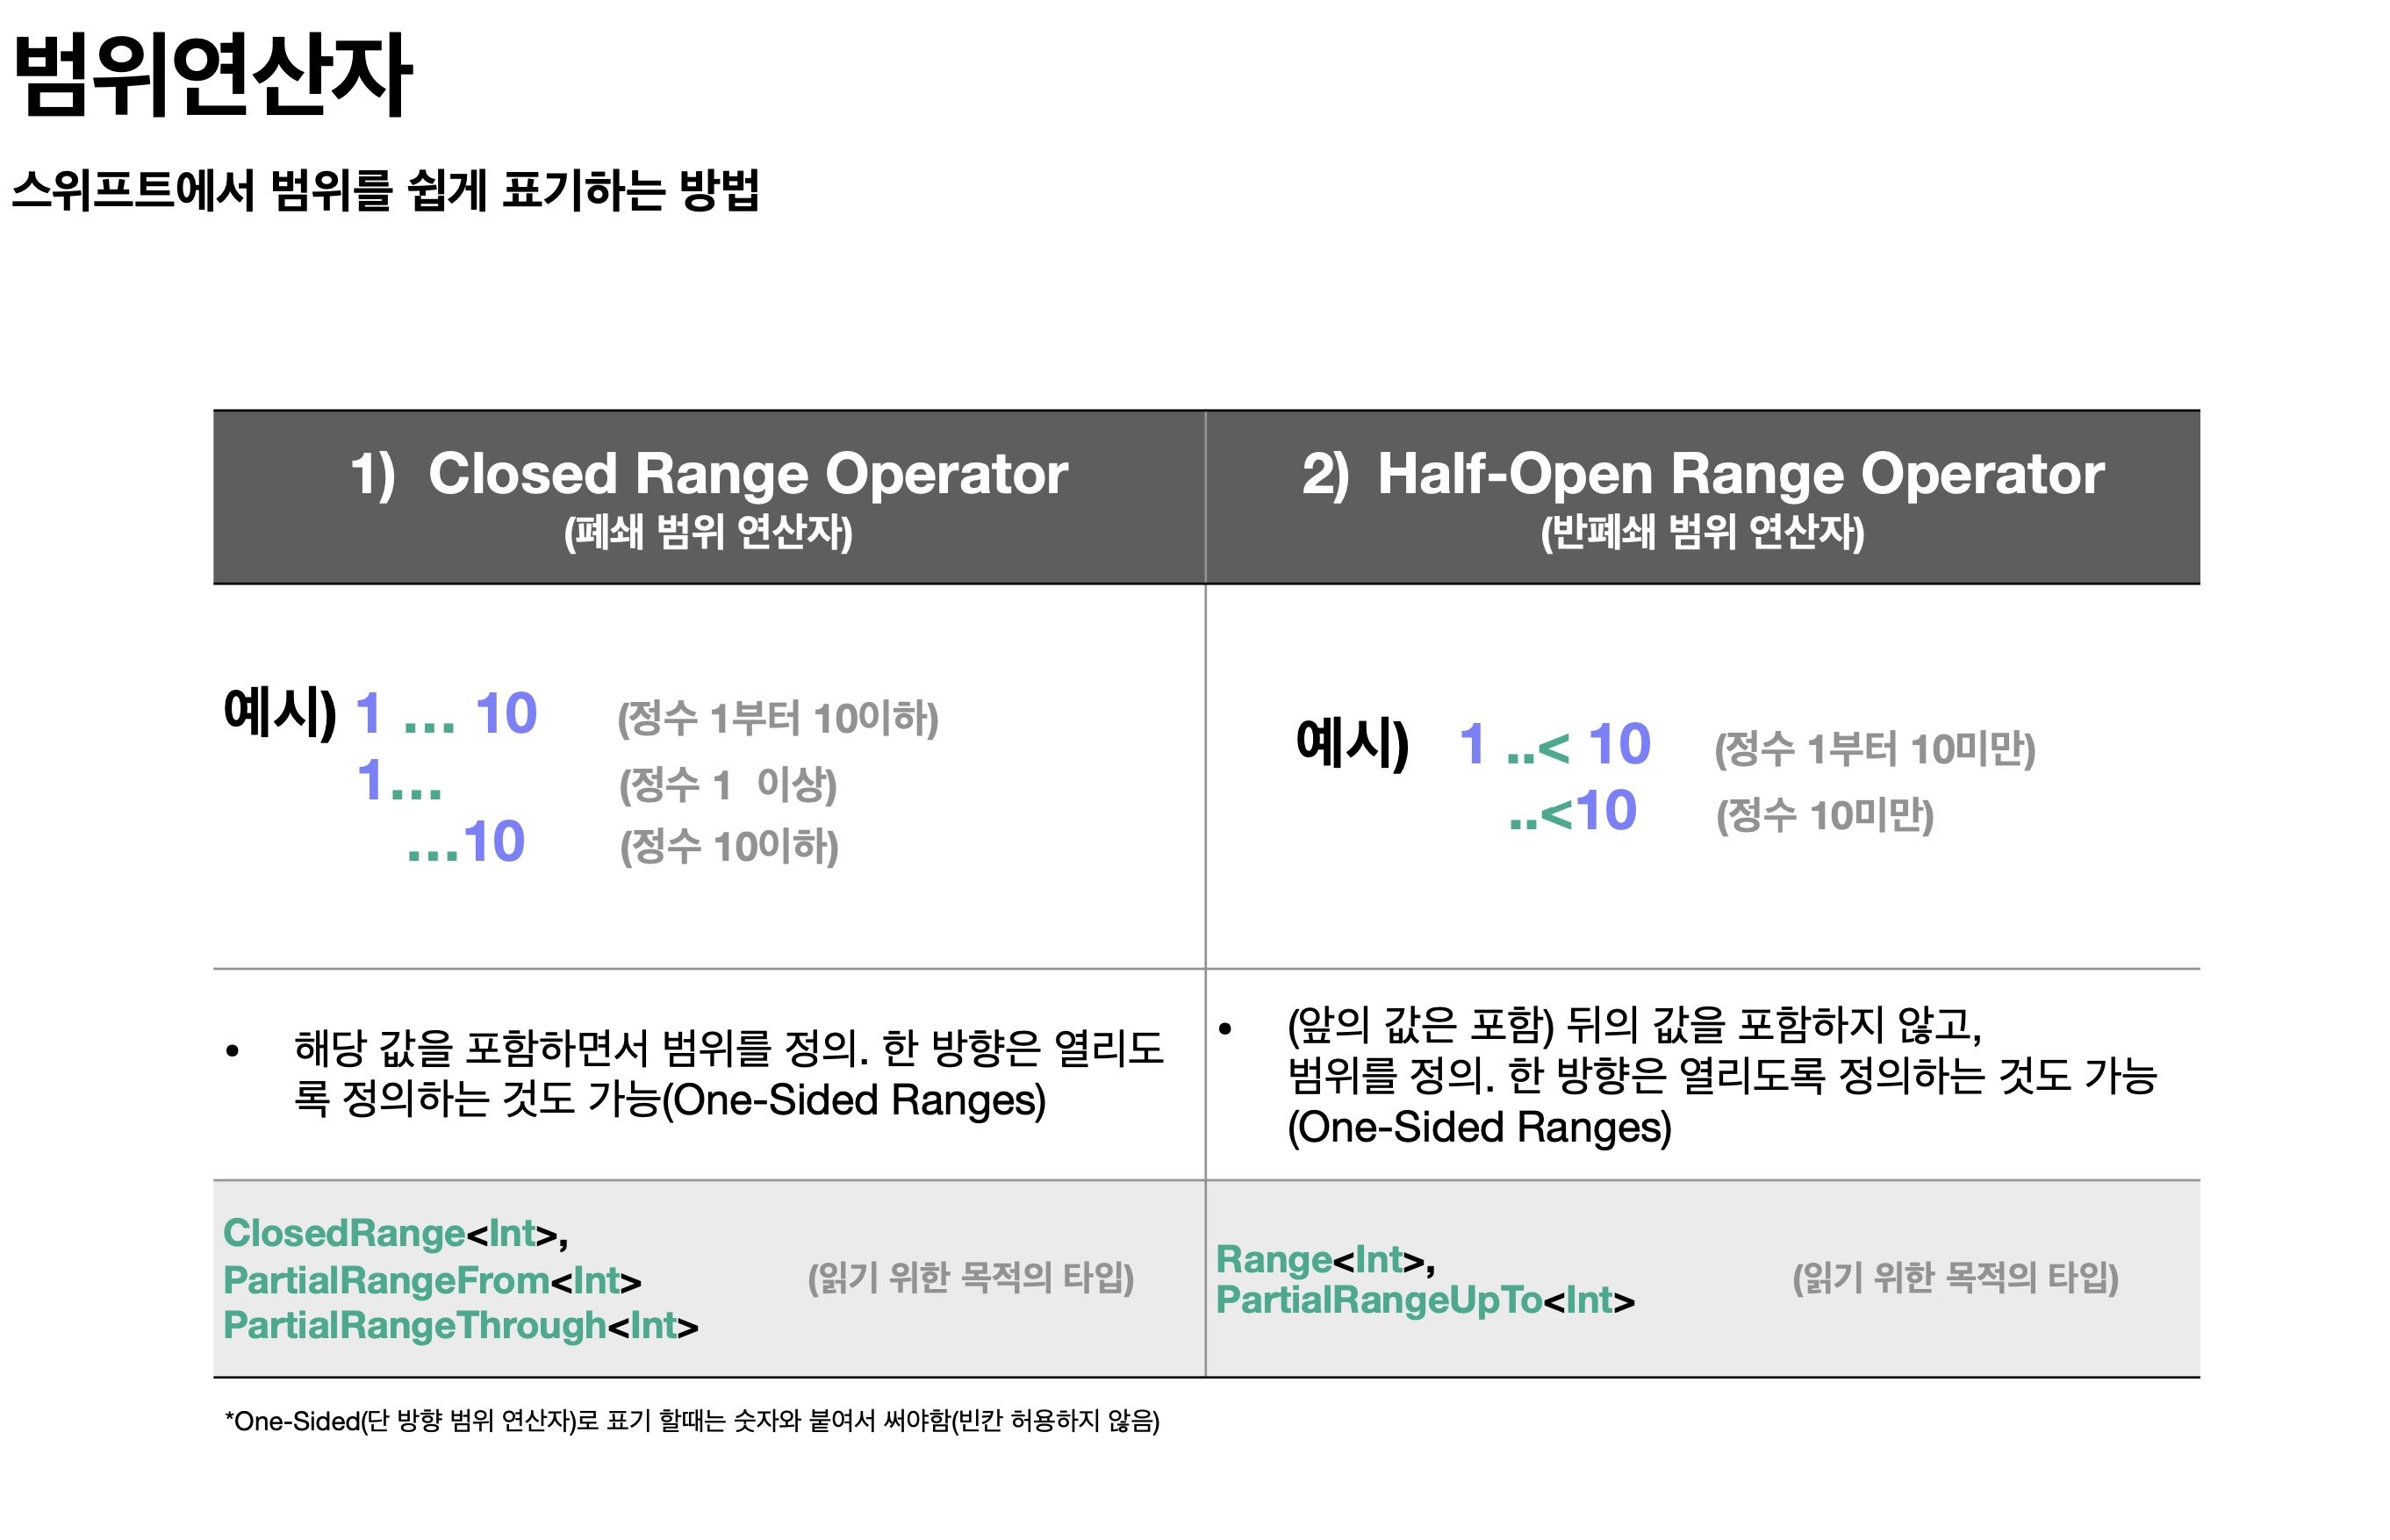 범위연산자
스위프트에서 범위를 쉽게 표기하는 방법
1) Closed Range Operator
(폐쇄 범위 연산자)
2) Half-Open Range Operator
(반폐쇄 범위 연산자)
예시) 1 ... 10 (정수 1부터 10이하)
1... (정수 1 이상)
...10 (정수 10이하)
예시) 1 ..< 10 (정수 1부터 10미만)
..<10 (정수 10미만)
• 해당 값을 포함하면서 범위를 정의. 한 방향은 열리도
록 정의하는 것도 가능(One-Sided Ranges)
• (앞의 값은 포함) 뒤의 값을 포함하지 않고,
범위를 정의. 한 방향은 열리도록 정의하는 것도 가능
(One-Sided Ranges)
ClosedRange<Int>,
PartialRangeFrom<Int> (읽기 위한 목적의 타입)
PartialRangeThrough<Int>
Range<Int>, (읽기 위한 목적의 타입)
PartialRangeUpTo<Int>
*One-Sided(단 방향 범위 연산자)로 표기 할때는 숫자와 붙여서 써야함(빈칸 허용하지 않음)